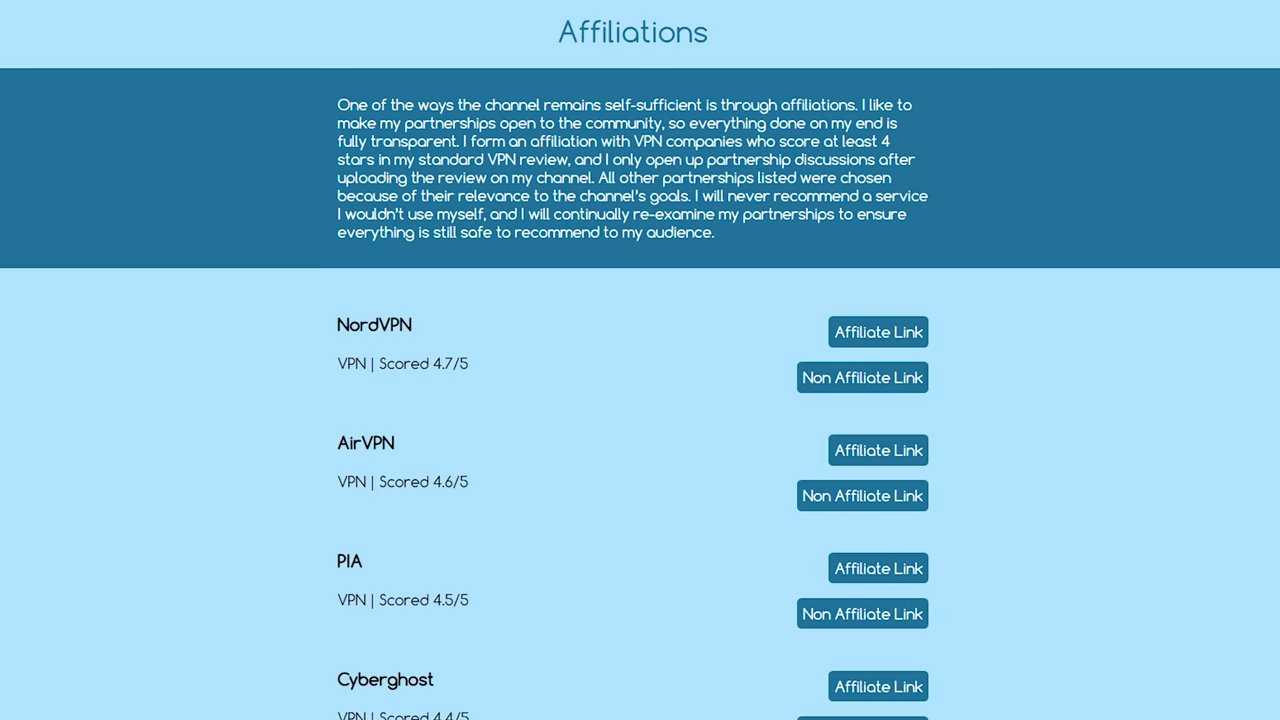 Affiliations
One of the ways the channel remains self-sufficient is through affiliations. I like to
make my partnerships open to the community, so everything done on my end is
fully transparent. I form an affiliation with VPN companies who score at least 4
stars in my standard VPN review, and I only open up partnership discussions after
uploading the review on my channel. All other partnerships listed were chosen
because of their relevance to the channel's goals. I will never recommend a service
I wouldn't use myself, and I will continually re-examine my partnerships to ensure
everything is still safe to recommend to my audience.
NordVPN
Affiliate Link
VPN | Scored 4.7/5
Non Affiliate Link
AirVPN
Affiliate Link
VPN | Scored 4.6/5
Non Affiliate Link
PIA
Affiliate Link
VPN | Scored 4.5/5
Non Affiliate Link
Cyberghost
Affiliate Link
VPN | Scored 4.4/5